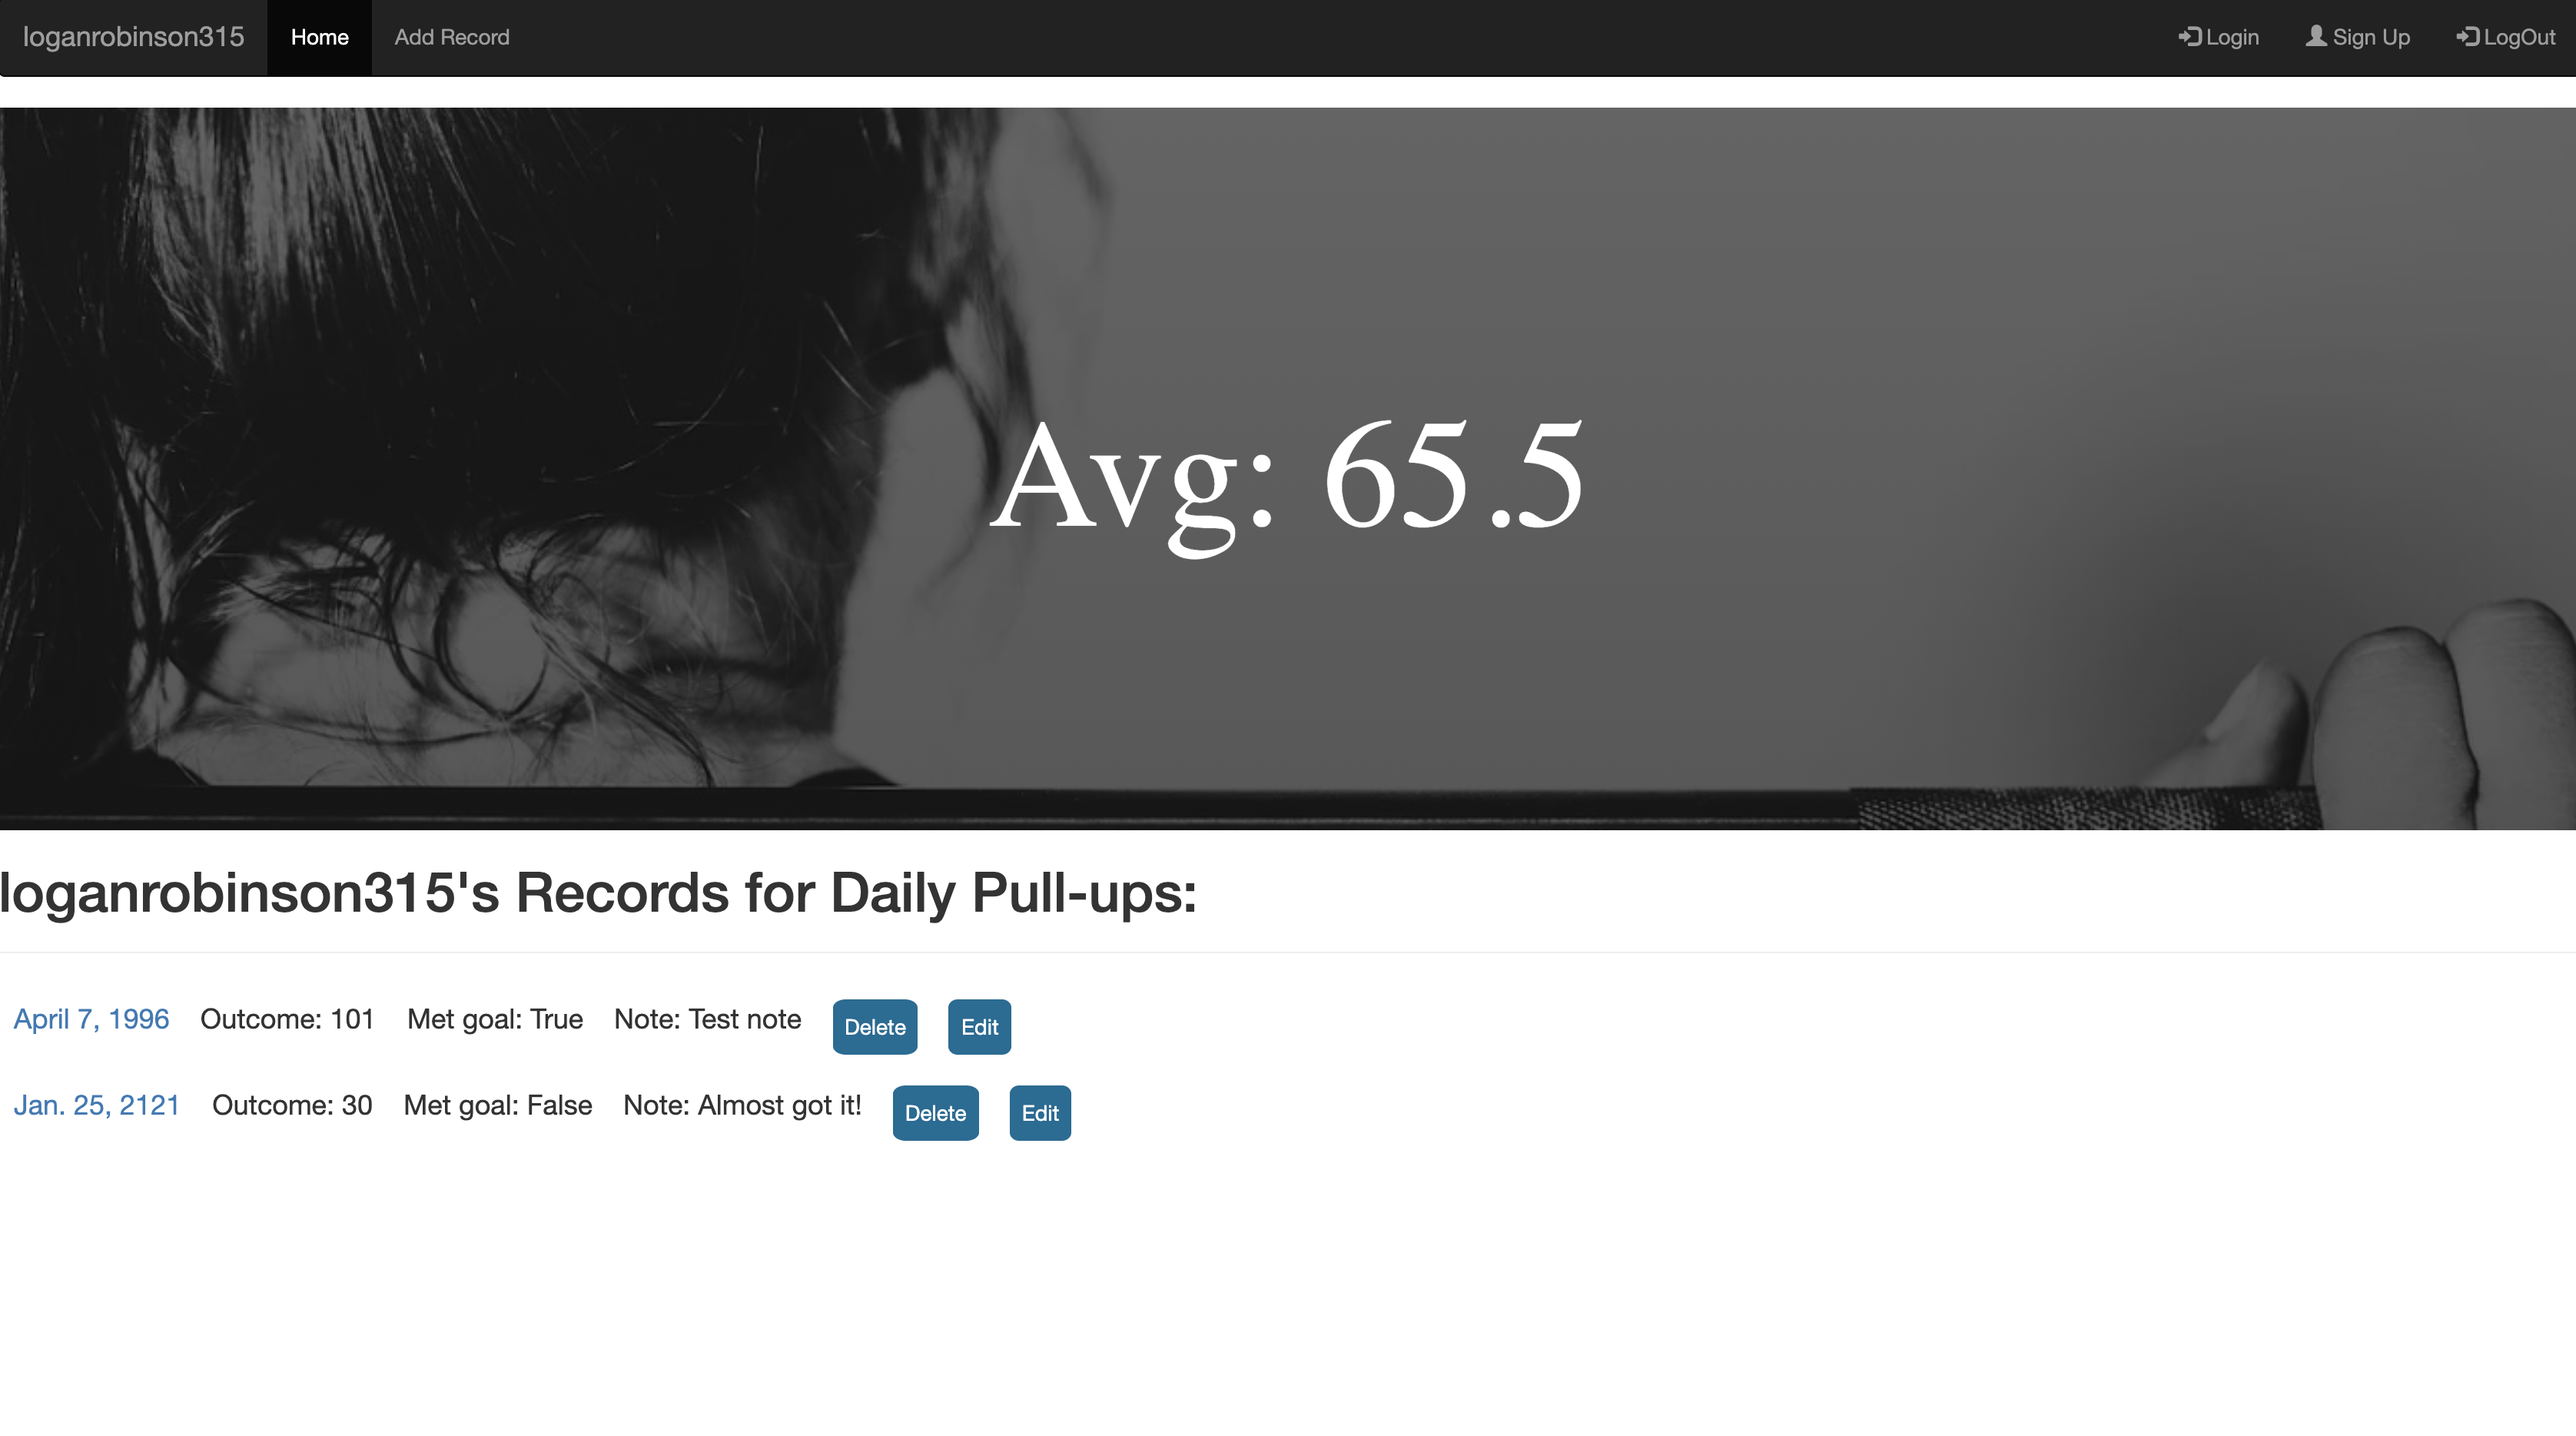 loganrobinson315 Home Add Record Login Sign Up LogOut
Avg: 65.5
loganrobinson315's Records for Daily Pull-ups:
April 7, 1996 Outcome: 101 Met goal: True Note: Test note Delete Edit
Jan. 25, 2121 Outcome: 30 Met goal: False Note: Almost got it! Delete Edit